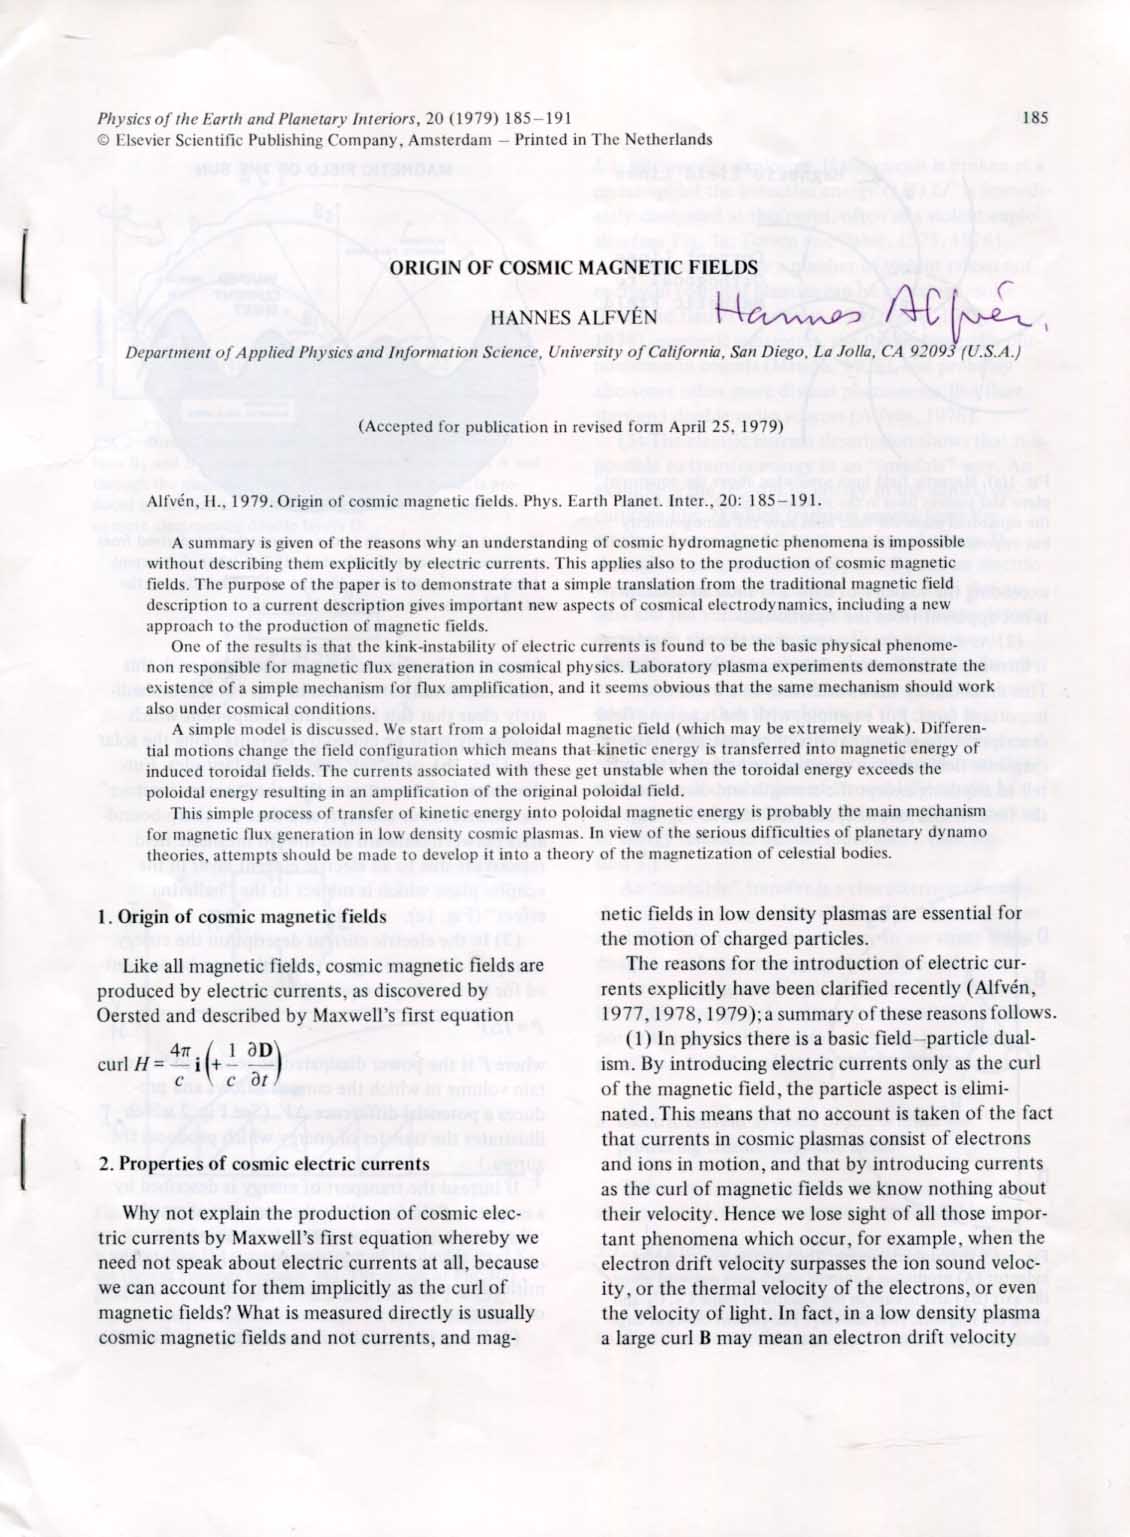 Physics of the Earth and Planetary Interiors, 20 (1979) 185–191 185
© Elsevier Scientific Publishing Company, Amsterdam – Printed in The Netherlands
ORIGIN OF COSMIC MAGNETIC FIELDS
HANNES ALFVÉN Hannes Alfvén.
Department of Applied Physics and Information Science, University of California, San Diego, La Jolla, CA 92093 (U.S.A.)
(Accepted for publication in revised form April 25, 1979)
Alfvén, H., 1979. Origin of cosmic magnetic fields. Phys. Earth Planet. Inter., 20: 185–191.
A summary is given of the reasons why an understanding of cosmic hydromagnetic phenomena is impossible
without describing them explicitly by electric currents. This applies also to the production of cosmic magnetic
fields. The purpose of the paper is to demonstrate that a simple translation from the traditional magnetic field
description to a current description gives important new aspects of cosmical electrodynamics, including a new
approach to the production of magnetic fields.
One of the results is that the kink-instability of electric currents is found to be the basic physical phenome-
non responsible for magnetic flux generation in cosmical physics. Laboratory plasma experiments demonstrate the
existence of a simple mechanism for flux amplification, and it seems obvious that the same mechanism should work
also under cosmical conditions.
A simple model is discussed. We start from a poloidal magnetic field (which may be extremely weak). Differen-
tial motions change the field configuration which means that kinetic energy is transferred into magnetic energy of
induced toroidal fields. The currents associated with these get unstable when the toroidal energy exceeds the
poloidal energy resulting in an amplification of the original poloidal field.
This simple process of transfer of kinetic energy into poloidal magnetic energy is probably the main mechanism
for magnetic flux generation in low density cosmic plasmas. In view of the serious difficulties of planetary dynamo
theories, attempts should be made to develop it into a theory of the magnetization of celestial bodies.
1. Origin of cosmic magnetic fields
Like all magnetic fields, cosmic magnetic fields are
produced by electric currents, as discovered by
Oersted and described by Maxwell's first equation
curl H = 4π/c i (+ 1/c ∂D/∂t)
2. Properties of cosmic electric currents
Why not explain the production of cosmic elec-
tric currents by Maxwell's first equation whereby we
need not speak about electric currents at all, because
we can account for them implicitly as the curl of
magnetic fields? What is measured directly is usually
cosmic magnetic fields and not currents, and mag-
netic fields in low density plasmas are essential for
the motion of charged particles.
The reasons for the introduction of electric cur-
rents explicitly have been clarified recently (Alfvén,
1977, 1978, 1979); a summary of these reasons follows.
(1) In physics there is a basic field–particle dual-
ism. By introducing electric currents only as the curl
of the magnetic field, the particle aspect is elimi-
nated. This means that no account is taken of the fact
that currents in cosmic plasmas consist of electrons
and ions in motion, and that by introducing currents
as the curl of magnetic fields we know nothing about
their velocity. Hence we lose sight of all those impor-
tant phenomena which occur, for example, when the
electron drift velocity surpasses the ion sound veloc-
ity, or the thermal velocity of the electrons, or even
the velocity of light. In fact, in a low density plasma
a large curl B may mean an electron drift velocity